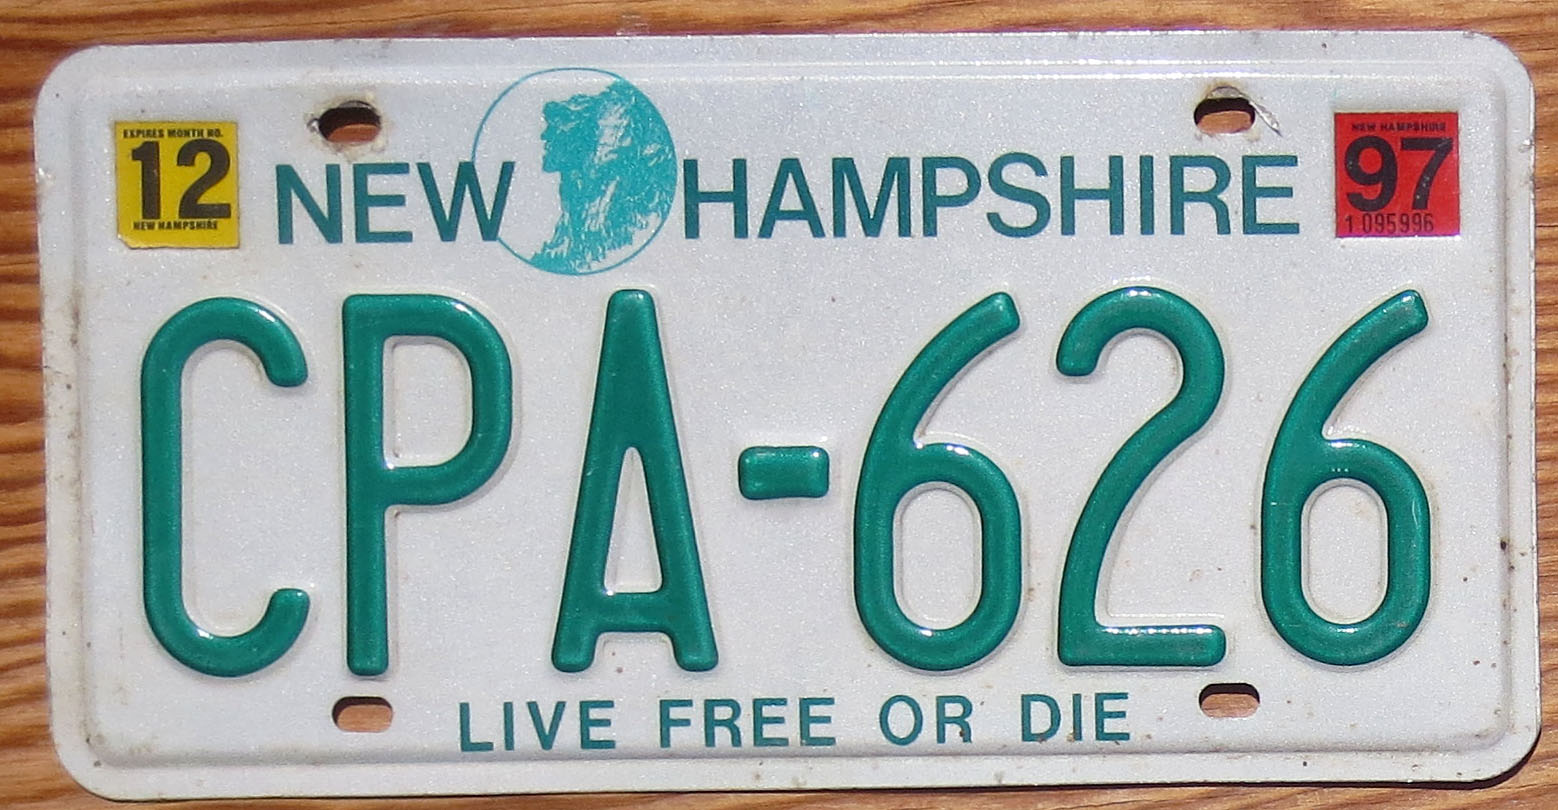 EXPIRES MONTH NO.
12
NEW HAMPSHIRE
NEW HAMPSHIRE
NEW HAMPSHIRE
97
1 095996
CPA-626
LIVE FREE OR DIE